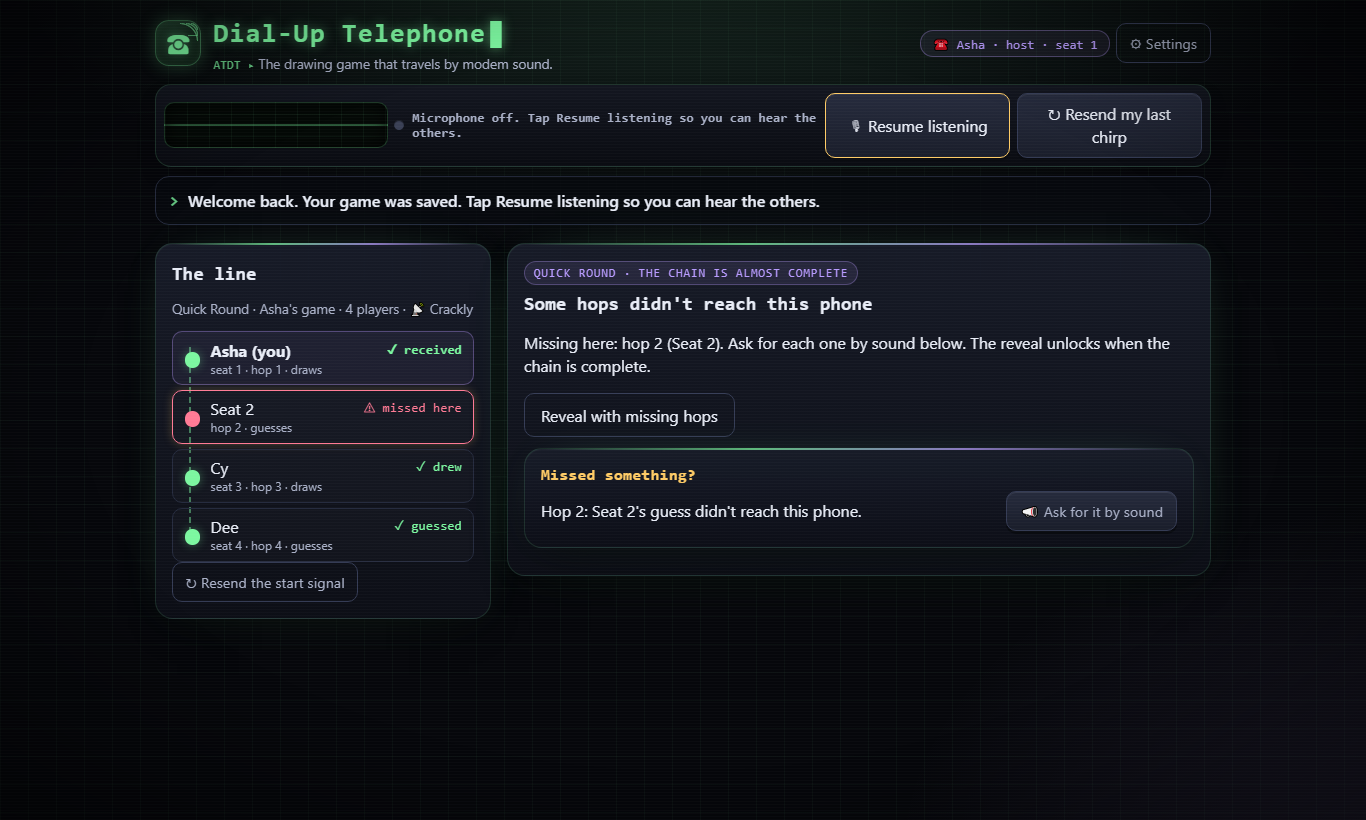 Dial-Up Telephone
ATDT ▸ The drawing game that travels by modem sound.
☎️ Asha · host · seat 1
⚙ Settings
Microphone off. Tap Resume listening so you can hear the
others.
🎙 Resume listening
↻ Resend my last
chirp
> Welcome back. Your game was saved. Tap Resume listening so you can hear the others.
The line
Quick Round · Asha's game · 4 players · 📡 Crackly
Asha (you)
✓ received
seat 1 · hop 1 · draws
Seat 2
⚠ missed here
hop 2 · guesses
Cy
✓ drew
seat 3 · hop 3 · draws
Dee
✓ guessed
seat 4 · hop 4 · guesses
↻ Resend the start signal
QUICK ROUND · THE CHAIN IS ALMOST COMPLETE
Some hops didn't reach this phone
Missing here: hop 2 (Seat 2). Ask for each one by sound below. The reveal unlocks when the
chain is complete.
Reveal with missing hops
Missed something?
Hop 2: Seat 2's guess didn't reach this phone.
📢 Ask for it by sound